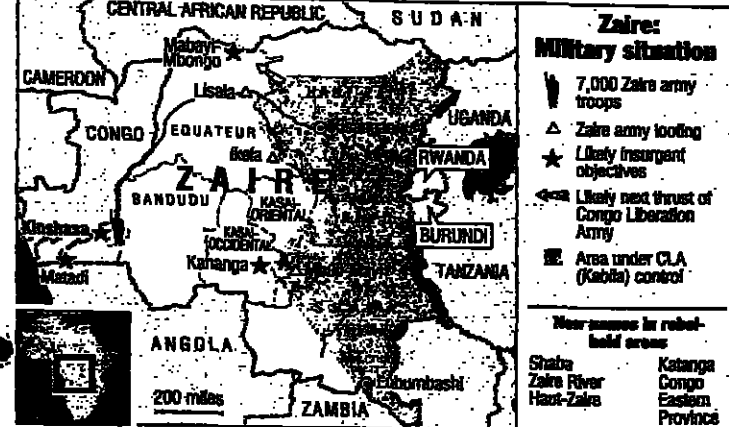 CENTRAL AFRICAN REPUBLIC
SUDAN
Mabayi-
Mbongo
CAMEROON
Lisala
UGANDA
CONGO
EQUATEUR
Ikela
RWANDA
ZAIRE
BANDUDU
KASAI
ORIENTAL
KASAI
OCCIDENTAL
BURUNDI
Kinshasa
Kananga
TANZANIA
Matadi
ANGOLA
Lubumbashi
200 miles
ZAMBIA
Zaire:
Military situation
7,000 Zaire army
troops
Zaire army looting
Likely insurgent
objectives
Likely next thrust of
Congo Liberation
Army
Area under CLA
(Kabila) control
New names in rebel-
held areas
Shaba Katanga
Zaire River Congo
Haut-Zaire Eastern
Province